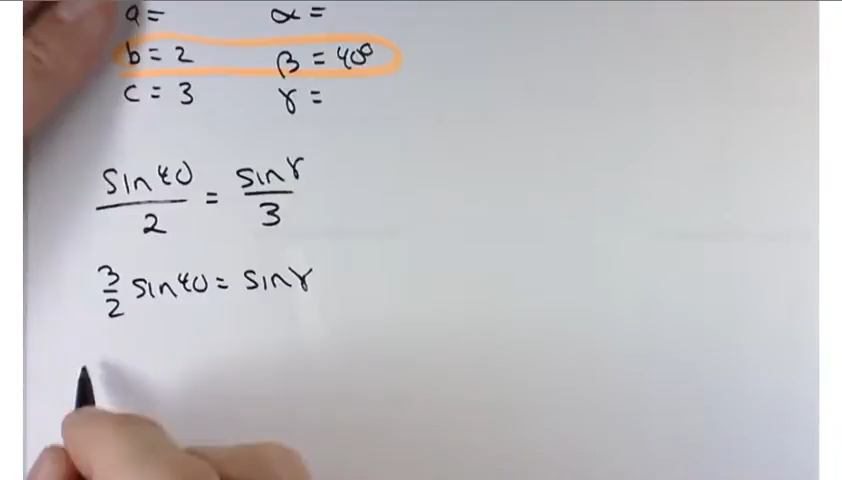 a= α=
b=2 β=40°
c=3 γ=
sin40/2 = sinγ/3
3/2 sin40 = sinγ